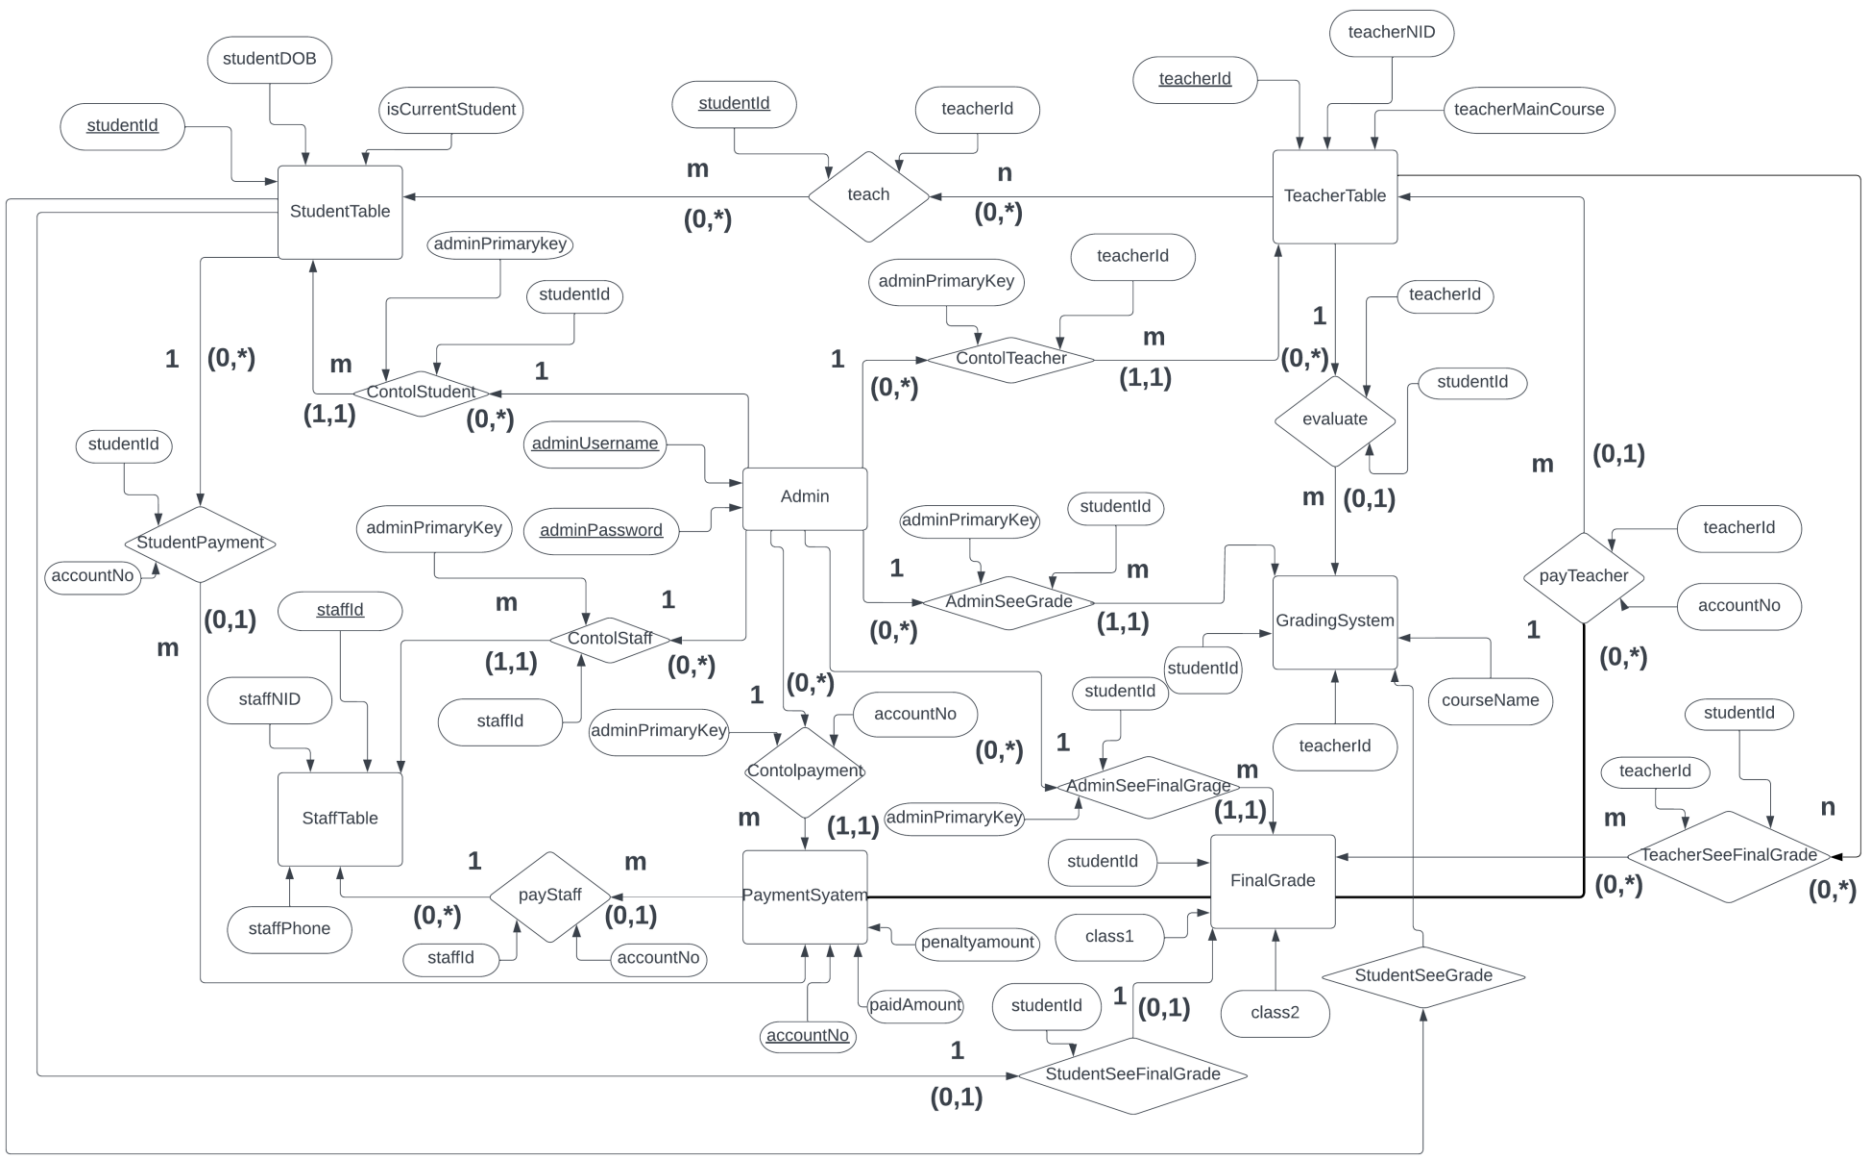 teacherNID
studentDOB
teacherId
studentId
teacherId
isCurrentStudent
teacherMainCourse
studentId
m
n
teach
TeacherTable
StudentTable
(0,*)
(0,*)
adminPrimarykey
teacherId
adminPrimaryKey
studentId
teacherId
1
m
1
(0,*)
m
1
ContolTeacher
(0,*)
1
(1,1)
(0,*)
studentId
ContolStudent
(1,1)
(0,*)
evaluate
studentId
adminUsername
(0,1)
m
Admin
m
(0,1)
studentId
adminPrimaryKey
adminPrimaryKey
adminPassword
teacherId
StudentPayment
accountNo
1
m
payTeacher
m
1
staffId
AdminSeeGrade
accountNo
(0,1)
(0,*)
(1,1)
GradingSystem
1
m
ContolStaff
(1,1)
(0,*)
(0,*)
studentId
(0,*)
staffNID
1
studentId
courseName
staffId
accountNo
studentId
adminPrimaryKey
(0,*)
1
teacherId
Contolpayment
m
teacherId
AdminSeeFinalGrage
(1,1)
m
n
StaffTable
m
(1,1)
adminPrimaryKey
1
m
studentId
TeacherSeeFinalGrade
FinalGrade
(0,*)
(0,*)
payStaff
PaymentSyatem
(0,*)
(0,1)
staffPhone
class1
penaltyamount
staffId
accountNo
StudentSeeGrade
1
paidAmount
studentId
(0,1)
class2
accountNo
1
StudentSeeFinalGrade
(0,1)